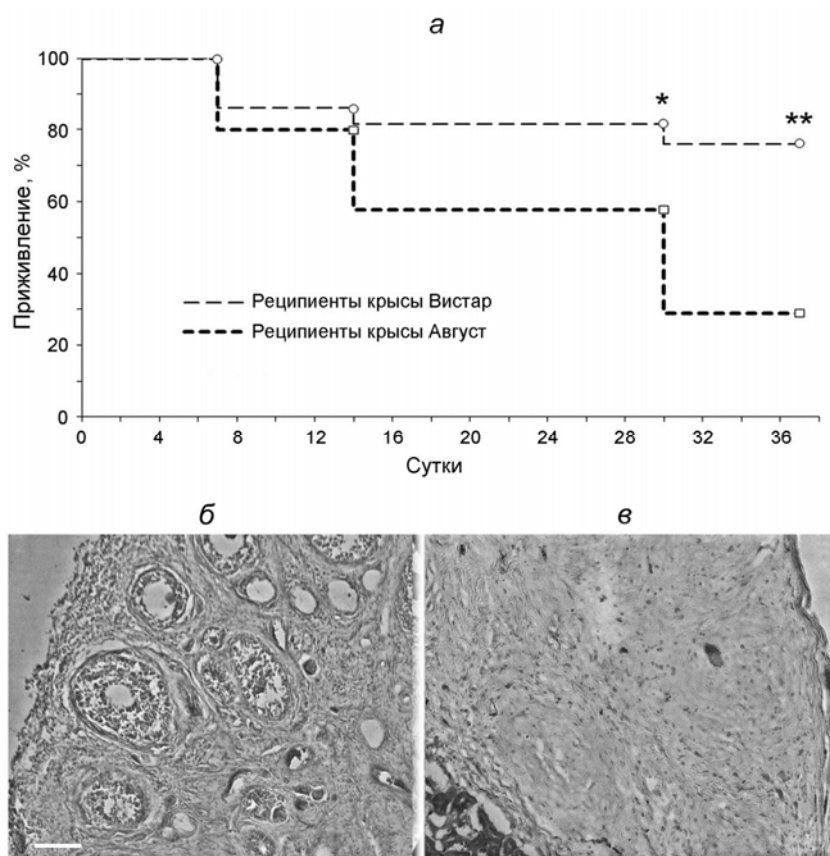 а
100
80
60
40
20
0
Приживление, %
*
**
Реципиенты крысы Вистар
Реципиенты крысы Август
0 4 8 12 16 20 24 28 32 36
Сутки
б
в